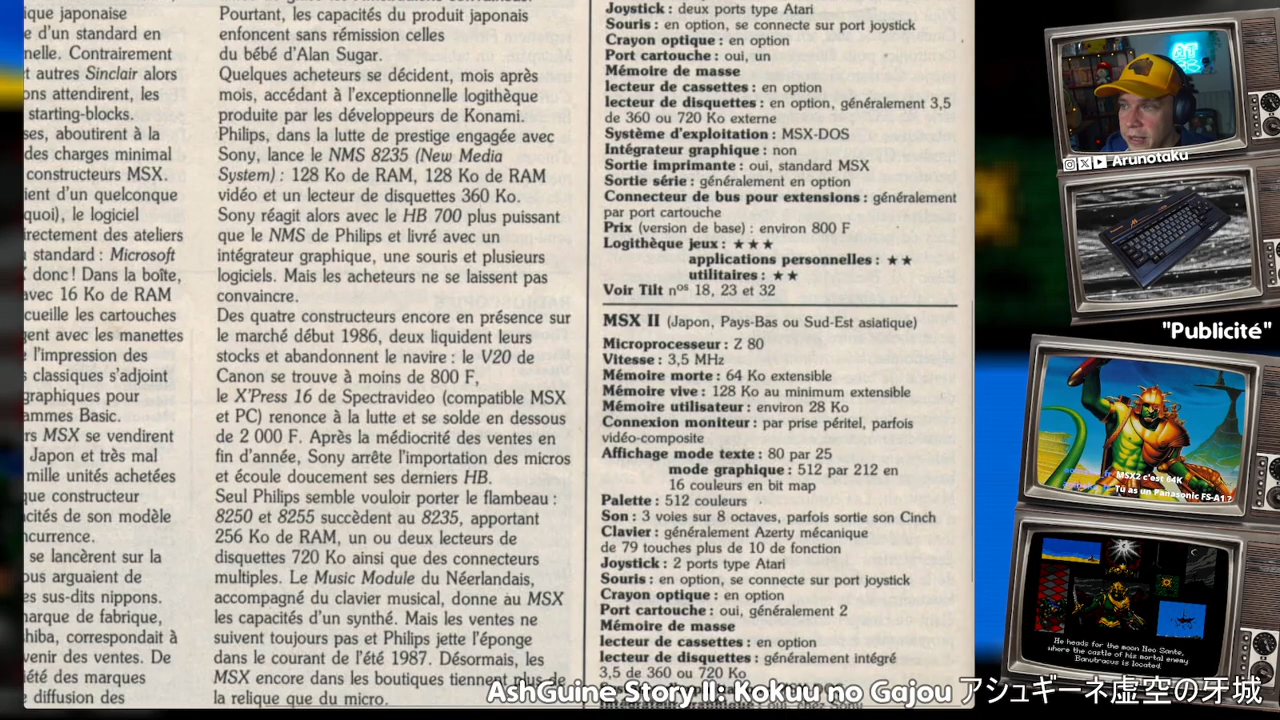 ique japonaise
e d'un standard en
nelle. Contrairement
t autres Sinclair alors
ons attendirent, les
starting-blocks.
ses, aboutirent à la
des charges minimal
constructeurs MSX.
ient d'un quelconque
quoi), le logiciel
irectement des ateliers
standard : Microsoft
donc ! Dans la boîte,
avec 16 Ko de RAM
cueille les cartouches
gent avec les manettes
e l'impression des
s classiques s'adjoint
graphiques pour
ammes Basic.
rs MSX se vendirent
Japon et très mal
mille unités achetées
que constructeur
acités de son modèle
ncurrence.
se lancèrent sur la
ous arguaient de
es sus-dits nippons.
marque de fabrique,
hiba, correspondait à
venir des ventes. De
été des marques
e diffusion des
Pourtant, les capacités du produit japonais
enfoncent sans rémission celles
du bébé d'Alan Sugar.
Quelques acheteurs se décident, mois après
mois, accédant à l'exceptionnelle logithèque
produite par les développeurs de Konami.
Philips, dans la lutte de prestige engagée avec
Sony, lance le NMS 8235 (New Media
System) : 128 Ko de RAM, 128 Ko de RAM
vidéo et un lecteur de disquettes 360 Ko.
Sony réagit alors avec le HB 700 plus puissant
que le NMS de Philips et livré avec un
intégrateur graphique, une souris et plusieurs
logiciels. Mais les acheteurs ne se laissent pas
convaincre.
Des quatre constructeurs encore en présence sur
le marché début 1986, deux liquident leurs
stocks et abandonnent le navire : le V20 de
Canon se trouve à moins de 800 F,
le X'Press 16 de Spectravideo (compatible MSX
et PC) renonce à la lutte et se solde en dessous
de 2 000 F. Après la médiocrité des ventes en
fin d'année, Sony arrête l'importation des micros
et écoule doucement ses derniers HB.
Seul Philips semble vouloir porter le flambeau :
8250 et 8255 succèdent au 8235, apportant
256 Ko de RAM, un ou deux lecteurs de
disquettes 720 Ko ainsi que des connecteurs
multiples. Le Music Module du Néerlandais,
accompagné du clavier musical, donne au MSX
les capacités d'un synthé. Mais les ventes ne
suivent toujours pas et Philips jette l'éponge
dans le courant de l'été 1987. Désormais, les
MSX encore dans les boutiques tiennent plus de
la relique que du micro.
Joystick : deux ports type Atari
Souris : en option, se connecte sur port joystick
Crayon optique : en option
Port cartouche : oui, un
Mémoire de masse
lecteur de cassettes : en option
lecteur de disquettes : en option, généralement 3,5
de 360 ou 720 Ko externe
Système d'exploitation : MSX-DOS
Intégrateur graphique : non
Sortie imprimante : oui, standard MSX
Sortie série : généralement en option
Connecteur de bus pour extensions : généralement
par port cartouche
Prix (version de base) : environ 800 F
Logithèque jeux : ★★★
applications personnelles : ★★
utilitaires : ★★
Voir Tilt nos 18, 23 et 32
MSX II (Japon, Pays-Bas ou Sud-Est asiatique)
Microprocesseur : Z 80
Vitesse : 3,5 MHz
Mémoire morte : 64 Ko extensible
Mémoire vive : 128 Ko au minimum extensible
Mémoire utilisateur : environ 28 Ko
Connexion moniteur : par prise péritel, parfois
vidéo-composite
Affichage mode texte : 80 par 25
mode graphique : 512 par 212 en
16 couleurs en bit map
Palette : 512 couleurs
Son : 3 voies sur 8 octaves, parfois sortie son Cinch
Clavier : généralement Azerty mécanique
de 79 touches plus de 10 de fonction
Joystick : 2 ports type Atari
Souris : en option, se connecte sur port joystick
Crayon optique : en option
Port cartouche : oui, généralement 2
Mémoire de masse
lecteur de cassettes : en option
lecteur de disquettes : généralement intégré
3,5 de 360 ou 720 Ko
Arunotaku
"Publicité"
MSX2 c'est 64K
Tu as un Panasonic FS-A1 ?
He heads for the moon Neo Sante,
where the castle of his mortal enemy
Banutracus is located.
AshGuine Story II: Kokuu no Gajou アシュギーネ虚空の牙城